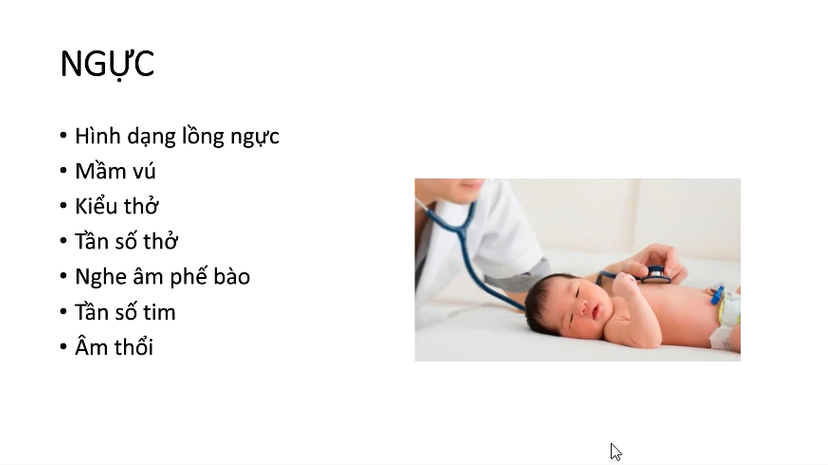 NGỰC
• Hình dạng lồng ngực
• Mầm vú
• Kiểu thở
• Tần số thở
• Nghe âm phế bào
• Tần số tim
• Âm thổi